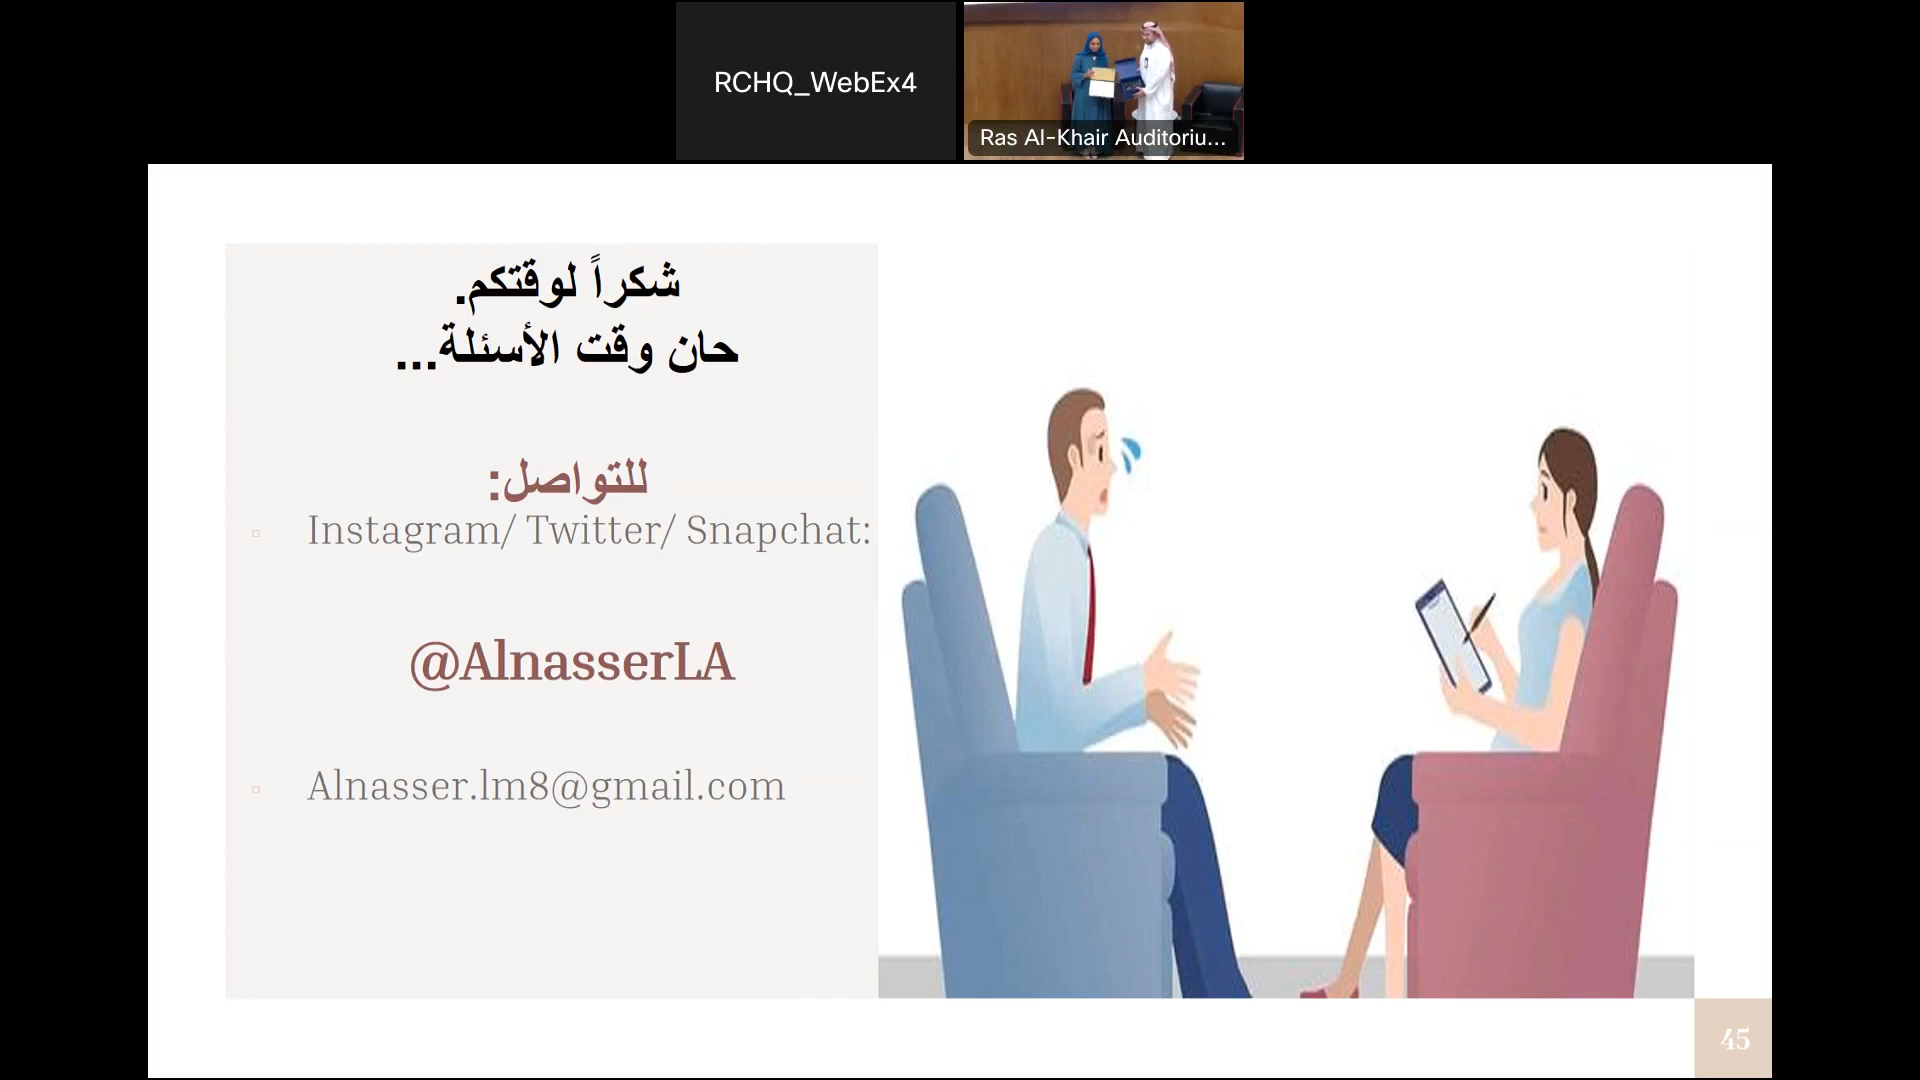 RCHQ_WebEx4
Ras Al-Khair Auditoriu...
شكراً لوقتكم.
حان وقت الأسئلة...
للتواصل:
Instagram/ Twitter/ Snapchat:
@AlnasserLA
Alnasser.lm8@gmail.com
45